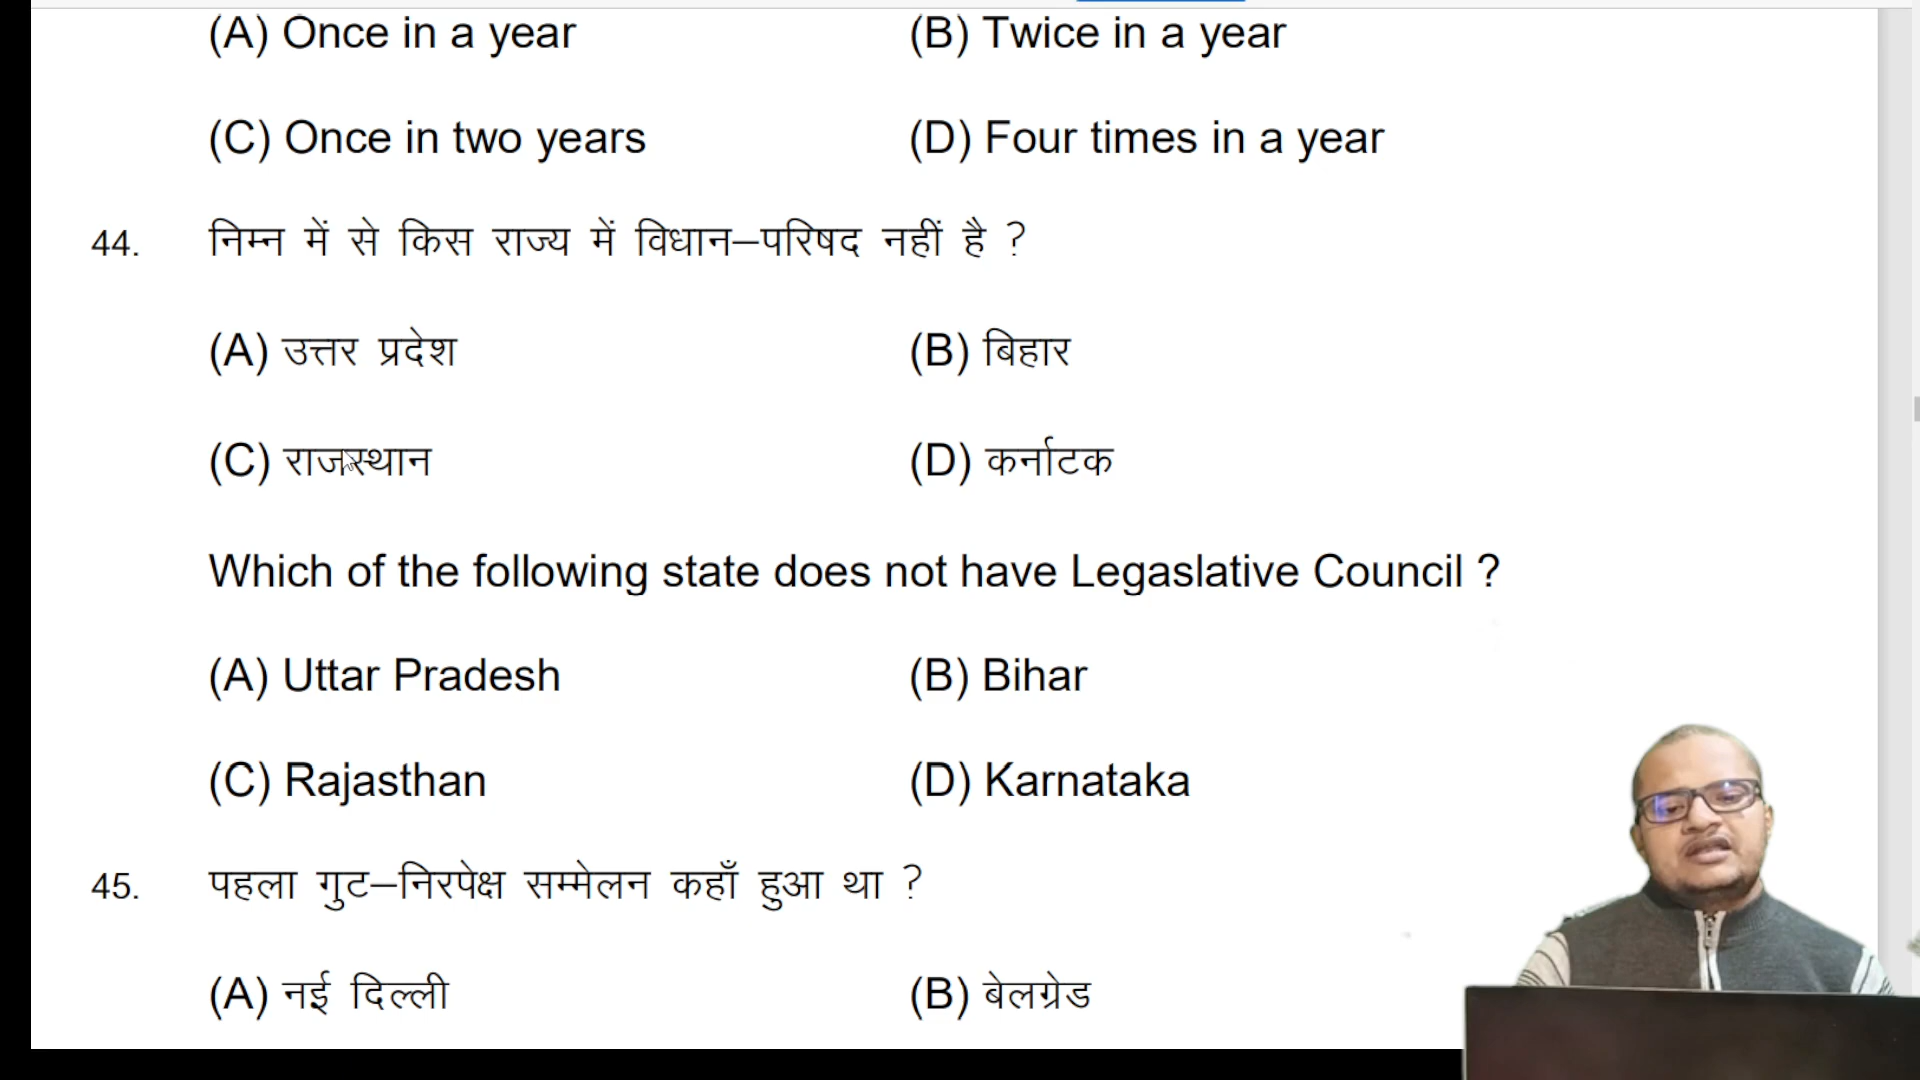 (A) Once in a year (B) Twice in a year
(C) Once in two years (D) Four times in a year
44. निम्न में से किस राज्य में विधान–परिषद नहीं है ?
(A) उत्तर प्रदेश (B) बिहार
(C) राजस्थान (D) कर्नाटक
Which of the following state does not have Legaslative Council ?
(A) Uttar Pradesh (B) Bihar
(C) Rajasthan (D) Karnataka
45. पहला गुट–निरपेक्ष सम्मेलन कहाँ हुआ था ?
(A) नई दिल्ली (B) बेलग्रेड